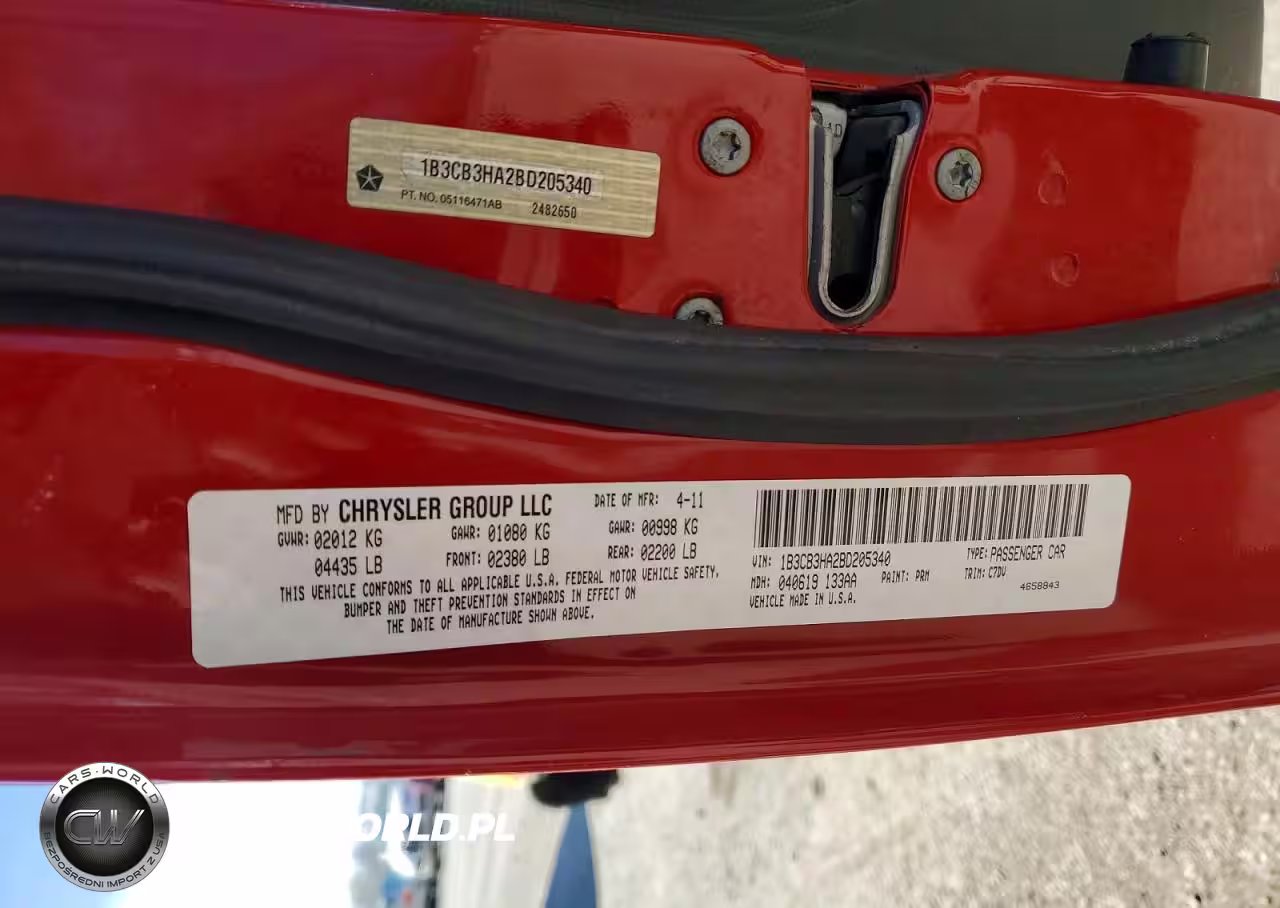 AD
1B3CB3HA2BD205340
PT. NO. 05116471AB 2482650
MFD BY CHRYSLER GROUP LLC DATE OF MFR: 4-11
GVWR: 02012 KG GAWR: 01080 KG GAWR: 00998 KG
04435 LB FRONT: 02380 LB REAR: 02200 LB
THIS VEHICLE CONFORMS TO ALL APPLICABLE U.S.A. FEDERAL MOTOR VEHICLE SAFETY,
BUMPER AND THEFT PREVENTION STANDARDS IN EFFECT ON
THE DATE OF MANUFACTURE SHOWN ABOVE.
VIN: 1B3CB3HA2BD205340 TYPE: PASSENGER CAR
MDH: 040619 133AA PAINT: PRM TRIM: C7DV
VEHICLE MADE IN U.S.A. 4658843
CARS-WORLD
CW
BEZPOŚREDNI IMPORT Z USA
WORLD.PL